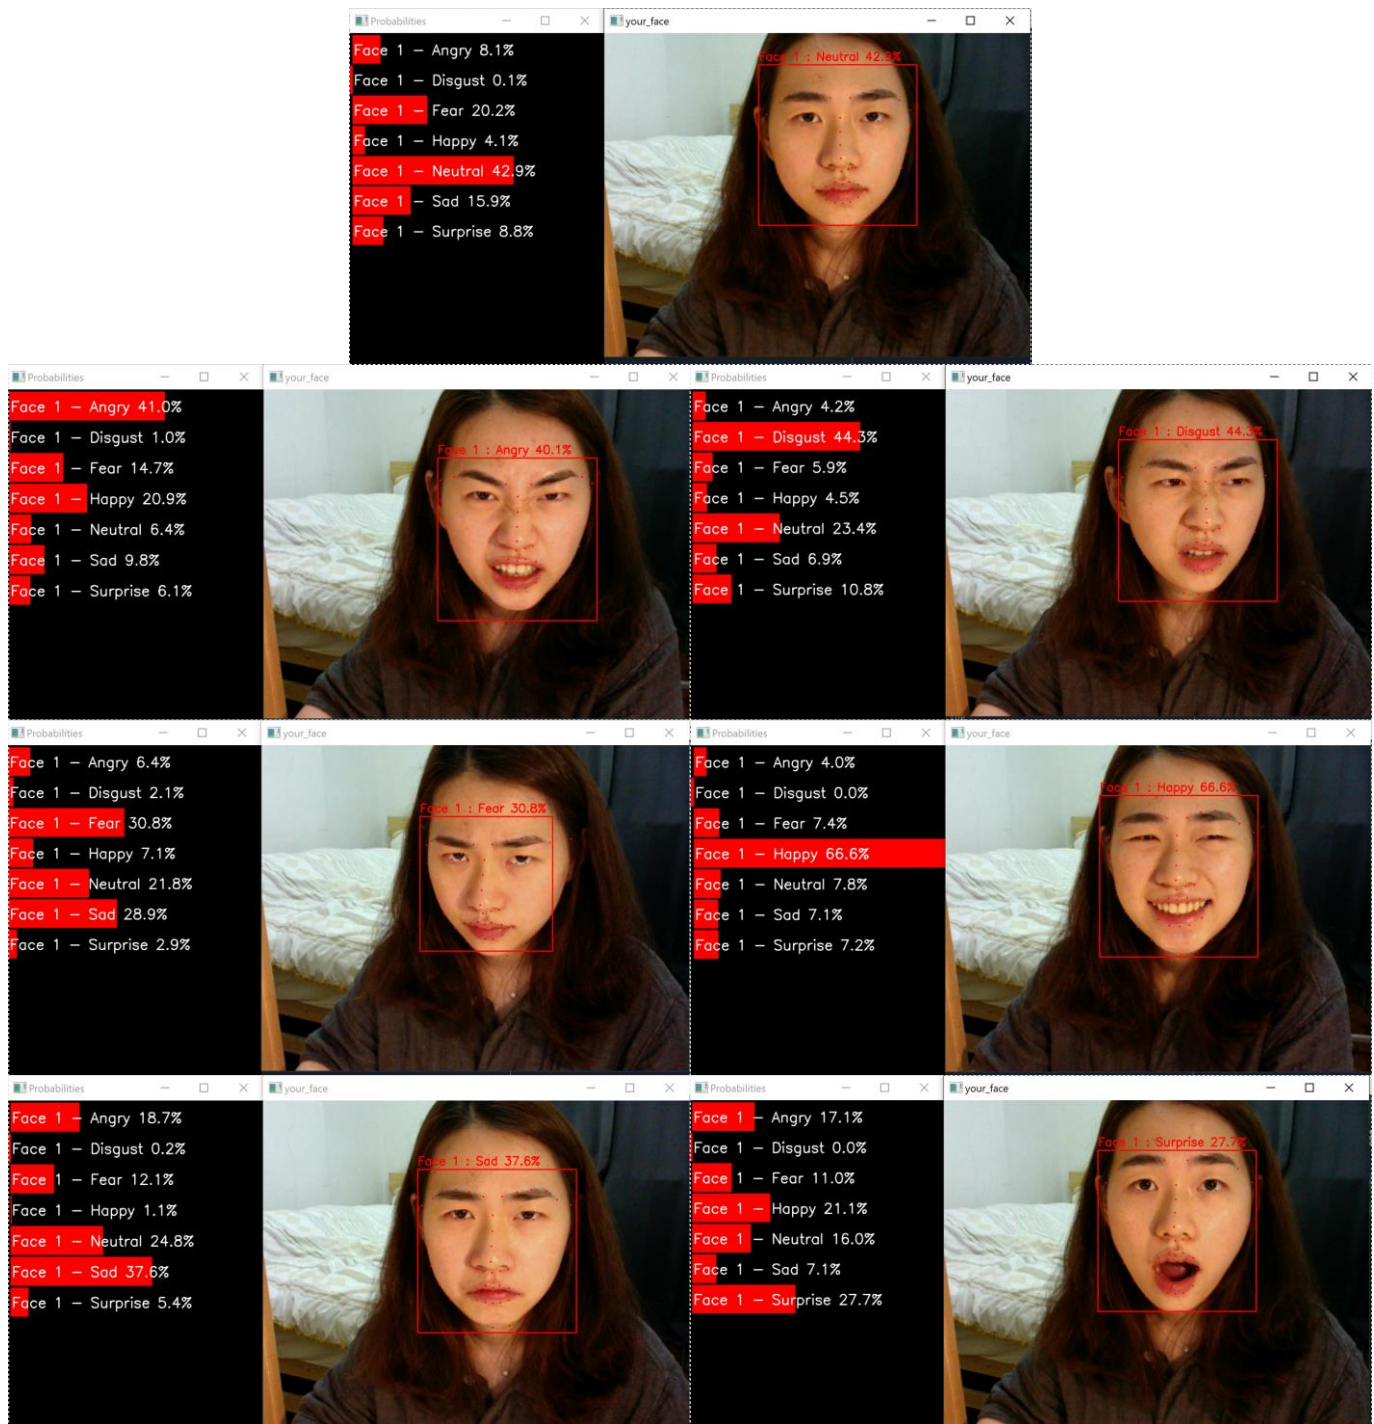 Probabilities
your_face
Face 1 - Angry 8.1%
Face 1 - Disgust 0.1%
Face 1 - Fear 20.2%
Face 1 - Happy 4.1%
Face 1 - Neutral 42.9%
Face 1 - Sad 15.9%
Face 1 - Surprise 8.8%
Face 1 : Neutral 42.9%
Probabilities
your_face
Face 1 - Angry 41.0%
Face 1 - Disgust 1.0%
Face 1 - Fear 14.7%
Face 1 - Happy 20.9%
Face 1 - Neutral 6.4%
Face 1 - Sad 9.8%
Face 1 - Surprise 6.1%
Face 1 : Angry 40.1%
Probabilities
your_face
Face 1 - Angry 4.2%
Face 1 - Disgust 44.3%
Face 1 - Fear 5.9%
Face 1 - Happy 4.5%
Face 1 - Neutral 23.4%
Face 1 - Sad 6.9%
Face 1 - Surprise 10.8%
Face 1 : Disgust 44.3%
Probabilities
your_face
Face 1 - Angry 6.4%
Face 1 - Disgust 2.1%
Face 1 - Fear 30.8%
Face 1 - Happy 7.1%
Face 1 - Neutral 21.8%
Face 1 - Sad 28.9%
Face 1 - Surprise 2.9%
Face 1 : Fear 30.8%
Probabilities
your_face
Face 1 - Angry 4.0%
Face 1 - Disgust 0.0%
Face 1 - Fear 7.4%
Face 1 - Happy 66.6%
Face 1 - Neutral 7.8%
Face 1 - Sad 7.1%
Face 1 - Surprise 7.2%
Face 1 : Happy 66.6%
Probabilities
your_face
Face 1 - Angry 18.7%
Face 1 - Disgust 0.2%
Face 1 - Fear 12.1%
Face 1 - Happy 1.1%
Face 1 - Neutral 24.8%
Face 1 - Sad 37.6%
Face 1 - Surprise 5.4%
Face 1 : Sad 37.6%
Probabilities
your_face
Face 1 - Angry 17.1%
Face 1 - Disgust 0.0%
Face 1 - Fear 11.0%
Face 1 - Happy 21.1%
Face 1 - Neutral 16.0%
Face 1 - Sad 7.1%
Face 1 - Surprise 27.7%
Face 1 : Surprise 27.7%